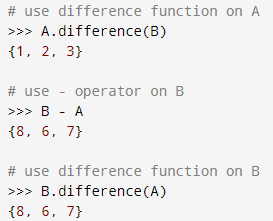 # use difference function on A
>>> A.difference(B)
{1, 2, 3}
# use - operator on B
>>> B - A
{8, 6, 7}
# use difference function on B
>>> B.difference(A)
{8, 6, 7}